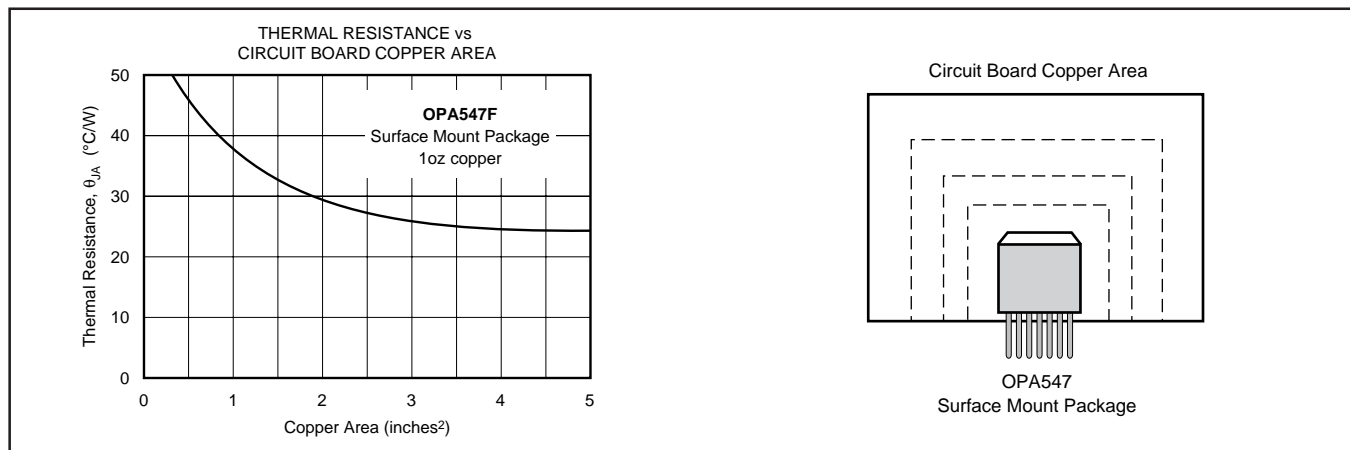 THERMAL RESISTANCE vs
CIRCUIT BOARD COPPER AREA
50
40
30
20
10
0
Thermal Resistance, θJA (°C/W)
OPA547F
Surface Mount Package
1oz copper
0 1 2 3 4 5
Copper Area (inches²)
Circuit Board Copper Area
OPA547
Surface Mount Package